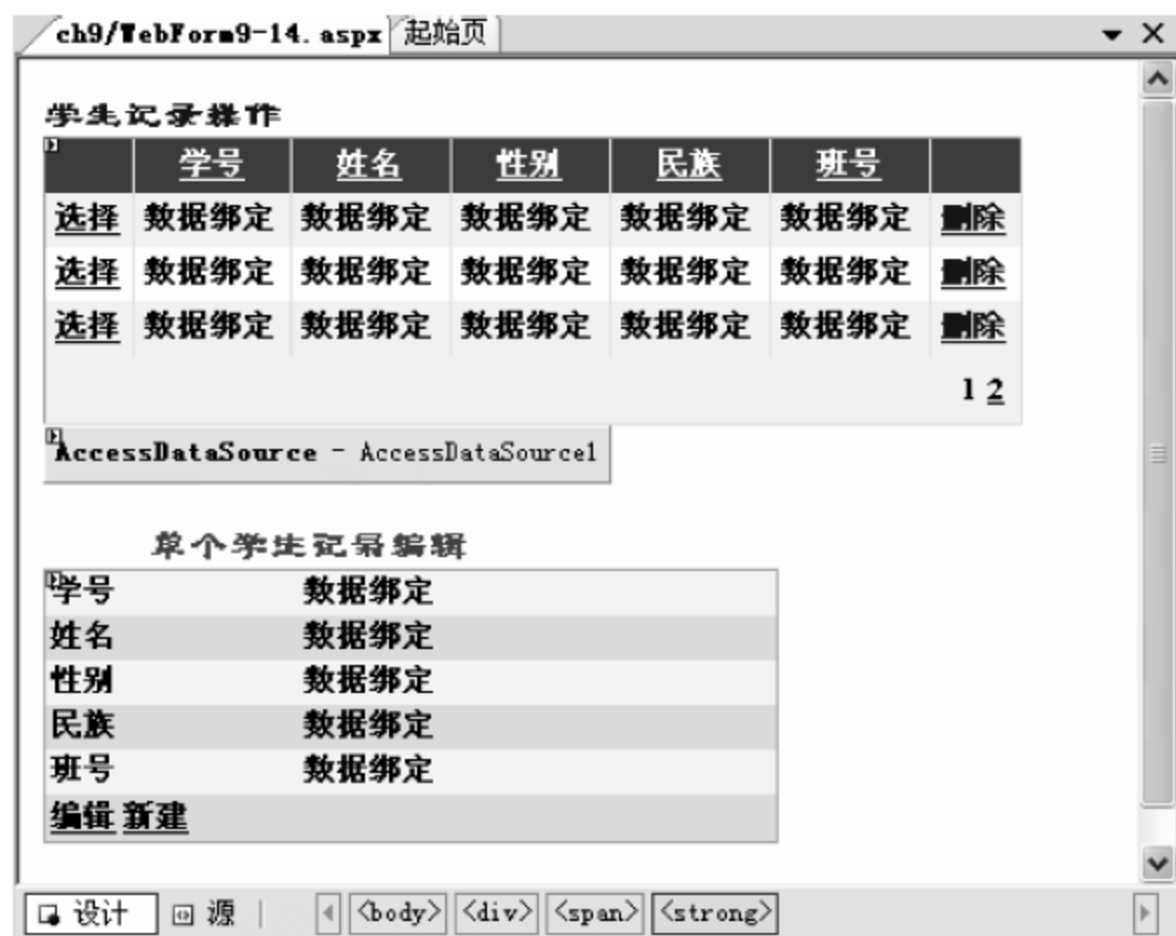 ch9/WebForm9-14.aspx 起始页
学生记录操作
学号 姓名 性别 民族 班号
选择 数据绑定 数据绑定 数据绑定 数据绑定 数据绑定 删除
选择 数据绑定 数据绑定 数据绑定 数据绑定 数据绑定 删除
选择 数据绑定 数据绑定 数据绑定 数据绑定 数据绑定 删除
1 2
AccessDataSource - AccessDataSource1
单个学生记录编辑
学号 数据绑定
姓名 数据绑定
性别 数据绑定
民族 数据绑定
班号 数据绑定
编辑 新建
设计 源 <body> <div> <span> <strong>